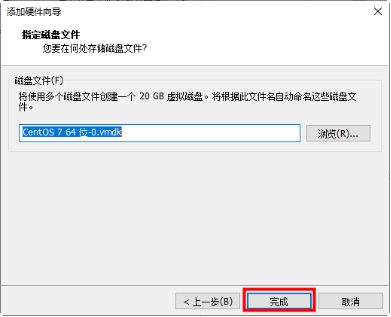 添加硬件向导
指定磁盘文件
您要在何处存储磁盘文件?
磁盘文件(F)
将使用多个磁盘文件创建一个 20 GB 虚拟磁盘。将根据此文件名自动命名这些磁盘文
件。
CentOS 7 64 位-0.vmdk
浏览(R)...
< 上一步(B)
完成
取消